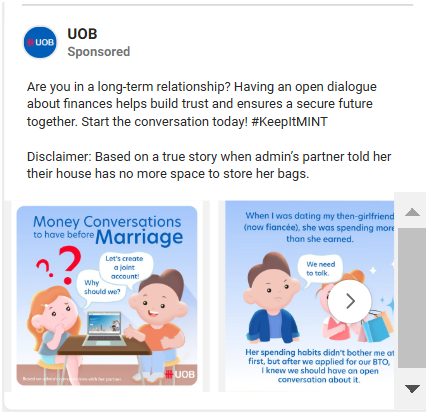 UOB
UOB
Sponsored
Are you in a long-term relationship? Having an open dialogue
about finances helps build trust and ensures a secure future
together. Start the conversation today! #KeepItMINT
Disclaimer: Based on a true story when admin's partner told her
their house has no more space to store her bags.
Money Conversations
to have before Marriage
Let's create
a joint
account!
Why
should we?
UOB
When I was dating my then-girlfriend
(now fiancée), she was spending more
than she earned.
We need
to talk.
Her spending habits didn't bother me at
first, but after we applied for our BTO,
I knew we should have an open
conversation about it.